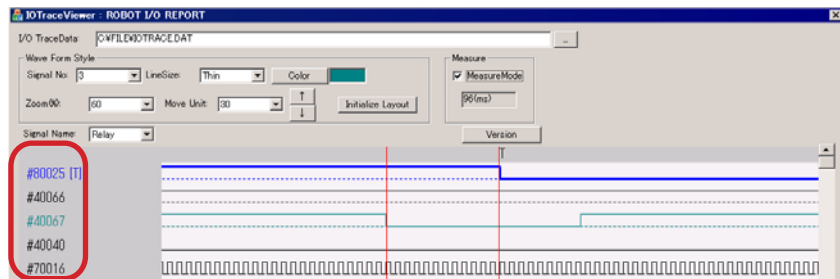 IOTraceViewer : ROBOT I/O REPORT
I/O TraceData: C:¥FILE¥IOTRACE.DAT ...
Wave Form Style
Signal No: 3 LineSize: Thin Color
Zoom(X): 60 Move Unit: 30 ↑ ↓ Initialize Layout
Measure
MeasureMode
96(ms)
Signal Name: Relay Version
T
#80025 [T]
#40066
#40067
#40040
#70016